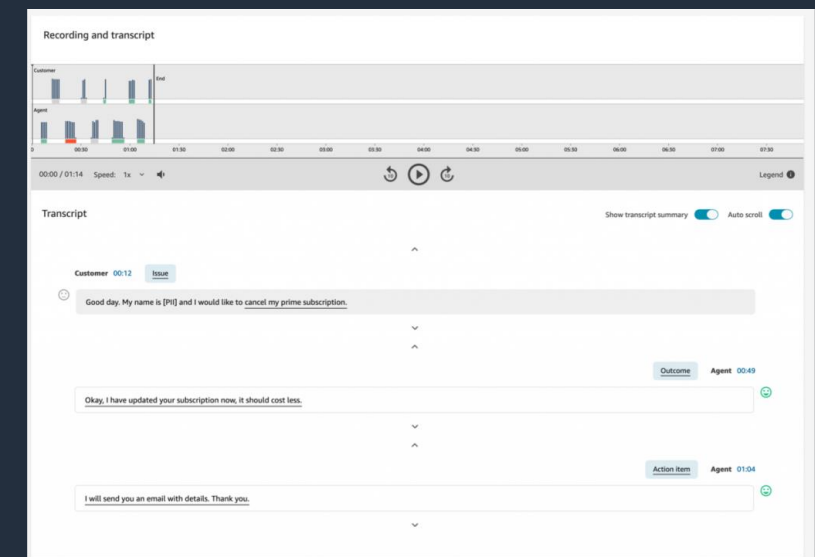 Recording and transcript
Customer
End
Agent
0 00:30 01:00 01:30 02:00 02:30 03:00 03:30 04:00 04:30 05:00 05:30 06:00 06:30 07:00 07:30
00:00 / 01:14 Speed: 1x 10 10 Legend
Transcript Show transcript summary Auto scroll
Customer 00:12 Issue
Good day. My name is [PII] and I would like to cancel my prime subscription.
Outcome Agent 00:49
Okay, I have updated your subscription now, it should cost less.
Action item Agent 01:04
I will send you an email with details. Thank you.